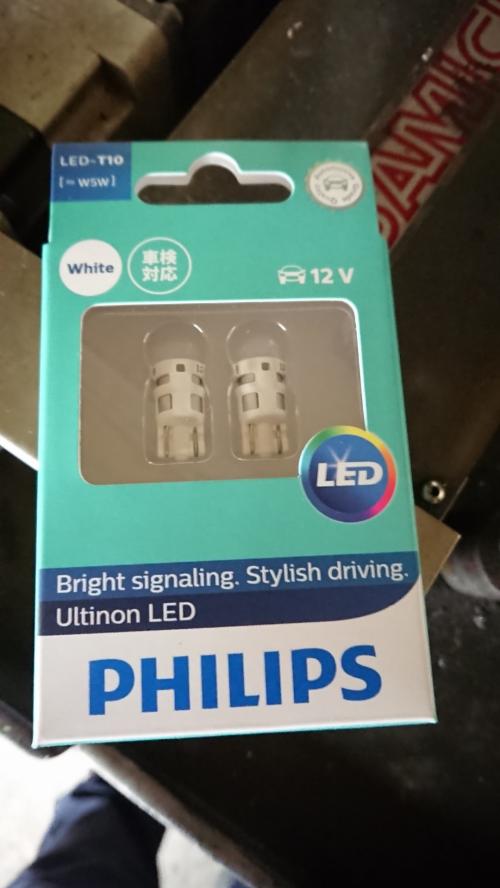 LED-T10
[~ W5W]
White
車検
対応
12 V
LED
Bright signaling. Stylish driving.
Ultinon LED
PHILIPS